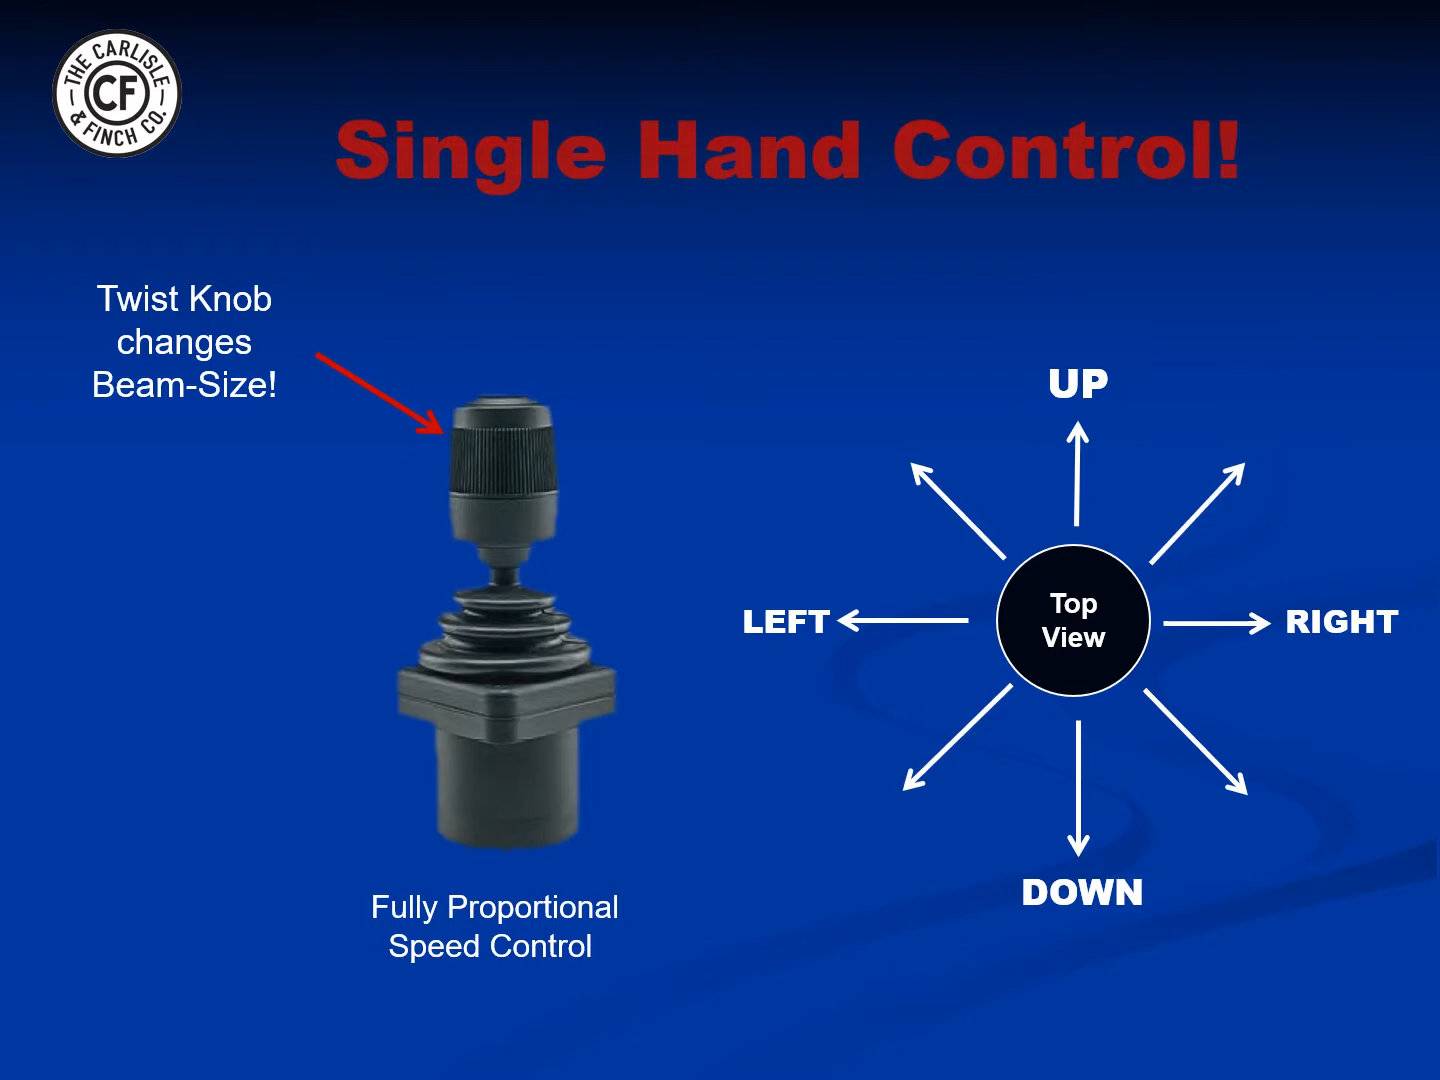 THE CARLISLE
CF
& FINCH CO.
Single Hand Control!
Twist Knob
changes
Beam-Size!
UP
LEFT
Top
View
RIGHT
DOWN
Fully Proportional
Speed Control